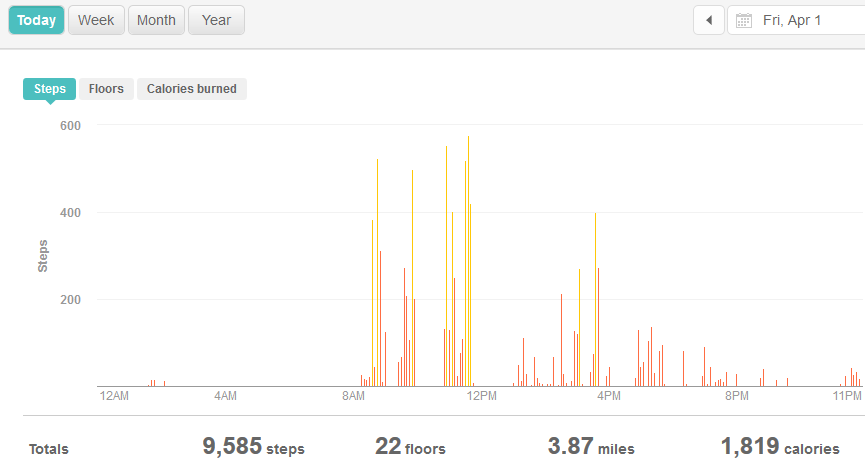 Today Week Month Year Fri, Apr 1
Steps Floors Calories burned
600
400
Steps
200
12AM 4AM 8AM 12PM 4PM 8PM 11PM
Totals 9,585 steps 22 floors 3.87 miles 1,819 calories